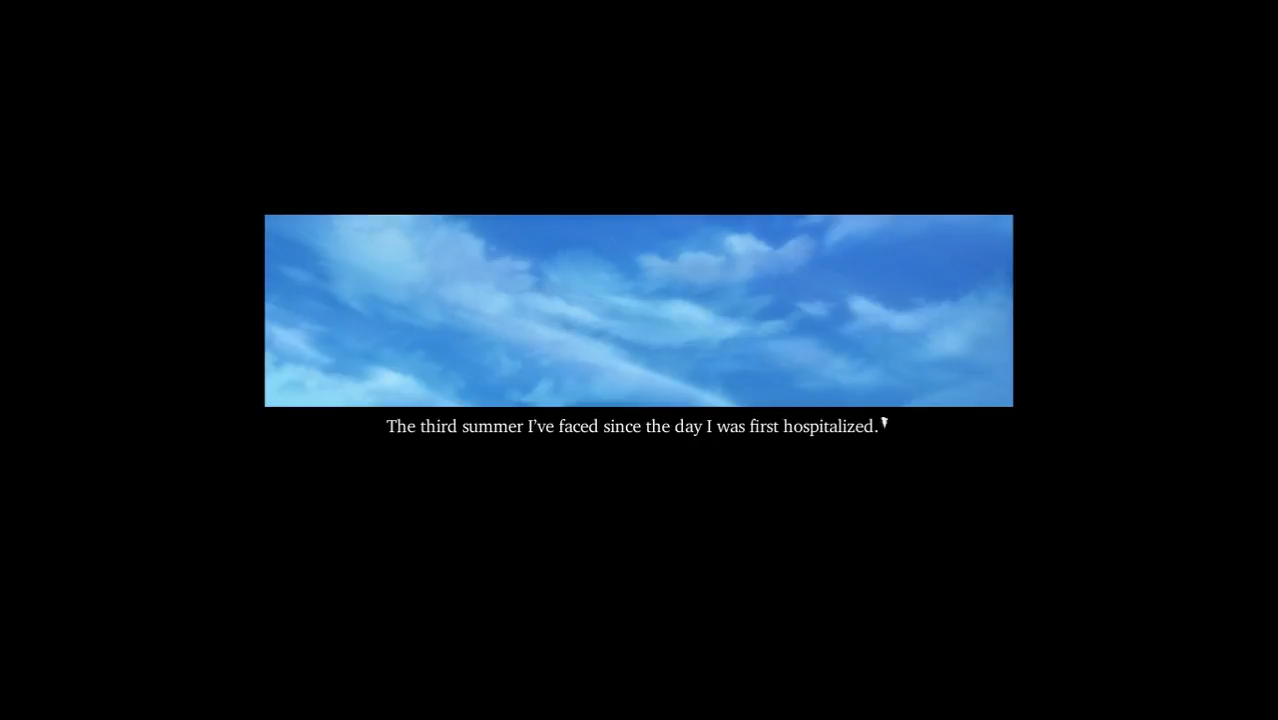 The third summer I’ve faced since the day I was first hospitalized.